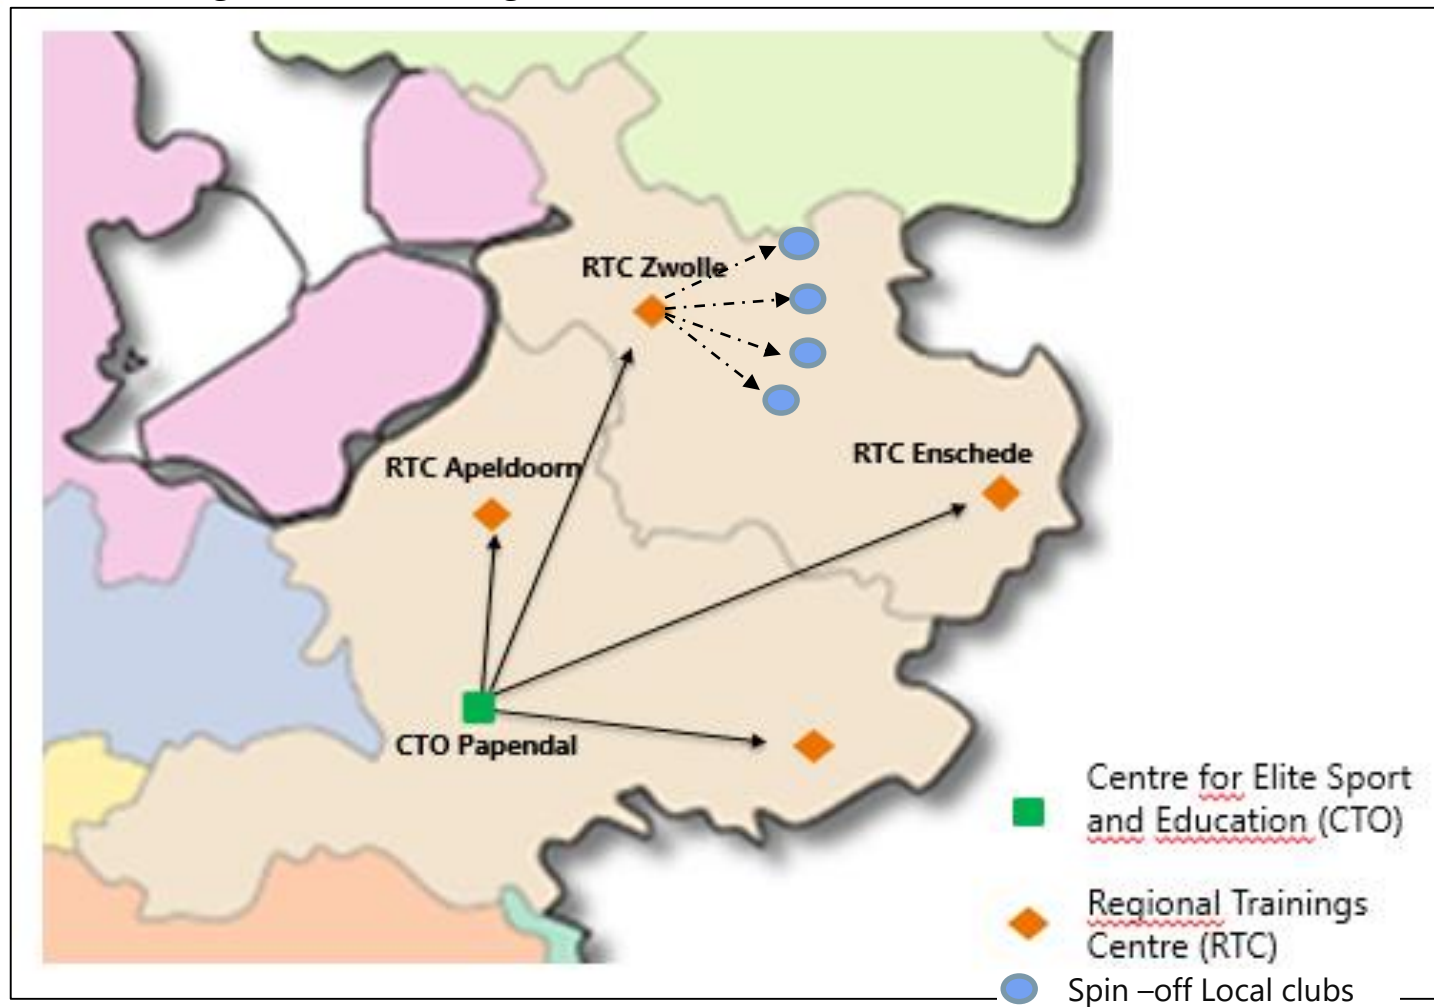 RTC Zwolle
RTC Enschede
RTC Apeldoorn
CTO Papendal
Centre for Elite Sport
and Education (CTO)
Regional Trainings
Centre (RTC)
Spin –off Local clubs